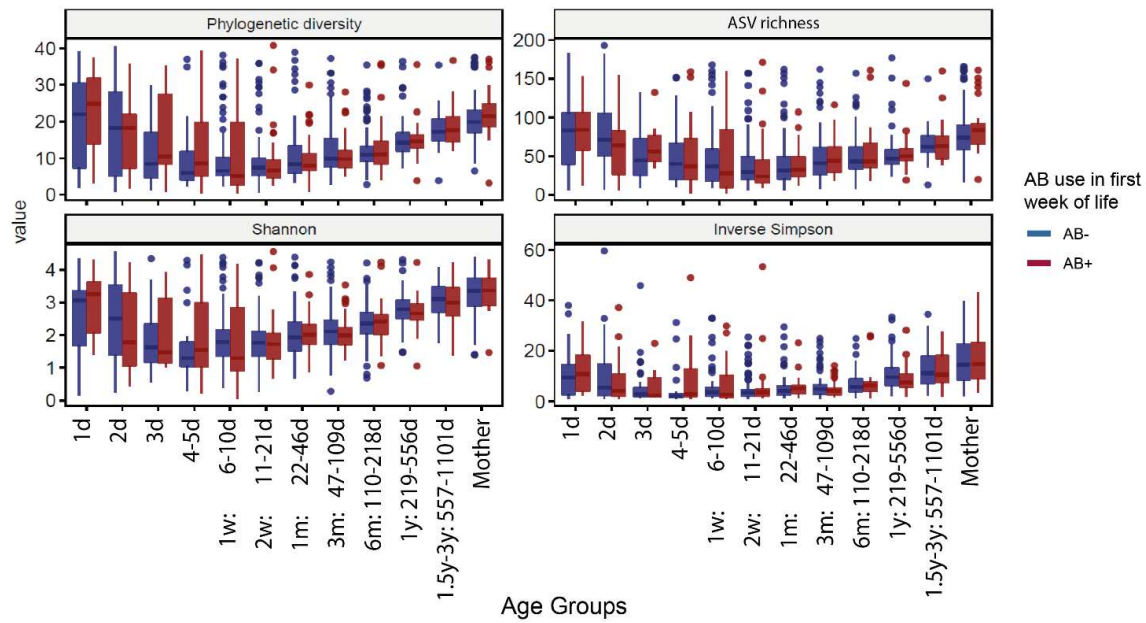 Phylogenetic diversity
ASV richness
40
30
20
10
0
200
150
100
50
0
value
Shannon
Inverse Simpson
4
3
2
1
0
60
40
20
0
AB use in first
week of life
AB-
AB+
1d
2d
3d
4-5d
1w: 6-10d
2w: 11-21d
1m: 22-46d
3m: 47-109d
6m: 110-218d
1y: 219-556d
1.5y-3y: 557-1101d
Mother
1d
2d
3d
4-5d
1w: 6-10d
2w: 11-21d
1m: 22-46d
3m: 47-109d
6m: 110-218d
1y: 219-556d
1.5y-3y: 557-1101d
Mother
Age Groups